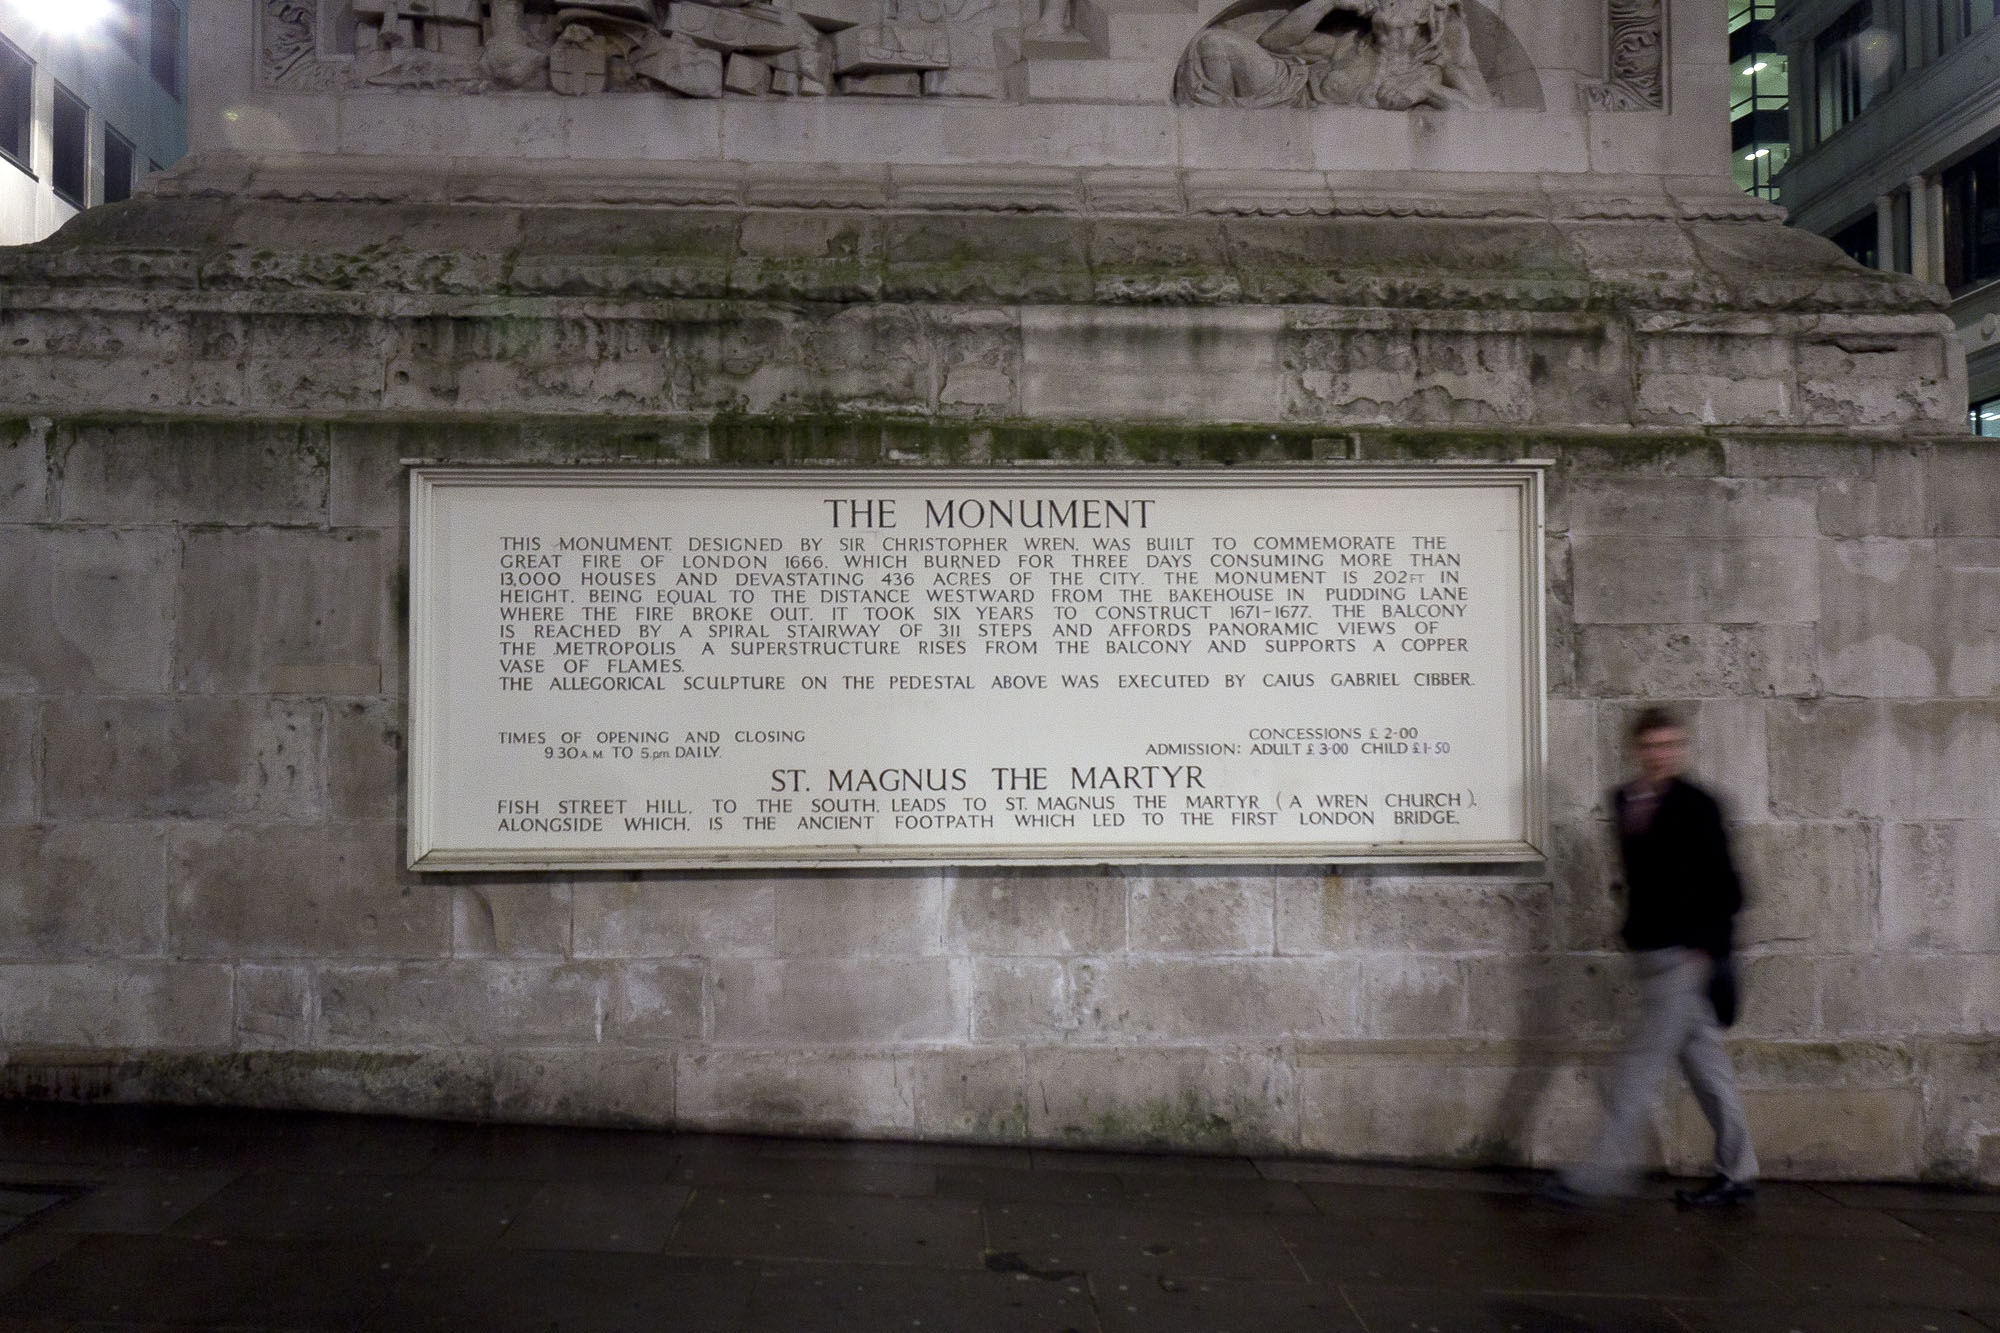 THE MONUMENT
THIS MONUMENT, DESIGNED BY SIR CHRISTOPHER WREN, WAS BUILT TO COMMEMORATE THE
GREAT FIRE OF LONDON 1666, WHICH BURNED FOR THREE DAYS CONSUMING MORE THAN
13,000 HOUSES AND DEVASTATING 436 ACRES OF THE CITY. THE MONUMENT IS 202FT IN
HEIGHT, BEING EQUAL TO THE DISTANCE WESTWARD FROM THE BAKEHOUSE IN PUDDING LANE
WHERE THE FIRE BROKE OUT. IT TOOK SIX YEARS TO CONSTRUCT 1671-1677. THE BALCONY
IS REACHED BY A SPIRAL STAIRWAY OF 311 STEPS AND AFFORDS PANORAMIC VIEWS OF
THE METROPOLIS A SUPERSTRUCTURE RISES FROM THE BALCONY AND SUPPORTS A COPPER
VASE OF FLAMES.
THE ALLEGORICAL SCULPTURE ON THE PEDESTAL ABOVE WAS EXECUTED BY CAIUS GABRIEL CIBBER.
TIMES OF OPENING AND CLOSING
9.30A.M. TO 5.pm. DAILY.
CONCESSIONS £2-00
ADMISSION: ADULT £3-00 CHILD £1-50
ST. MAGNUS THE MARTYR
FISH STREET HILL, TO THE SOUTH, LEADS TO ST. MAGNUS THE MARTYR (A WREN CHURCH),
ALONGSIDE WHICH, IS THE ANCIENT FOOTPATH WHICH LED TO THE FIRST LONDON BRIDGE.